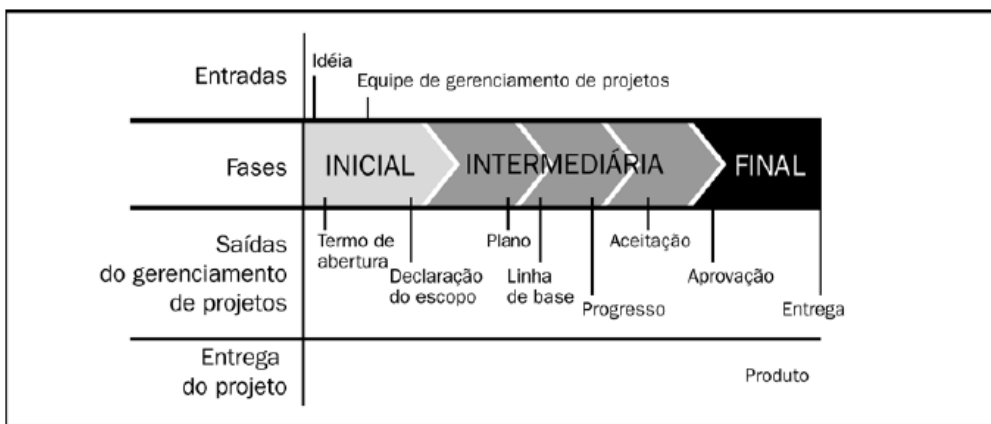 Idéia
Entradas
Equipe de gerenciamento de projetos
Fases
INICIAL
INTERMEDIÁRIA
FINAL
Saídas
do gerenciamento
de projetos
Termo de
abertura
Declaração
do escopo
Plano
Linha
de base
Progresso
Aceitação
Aprovação
Entrega
Entrega
do projeto
Produto